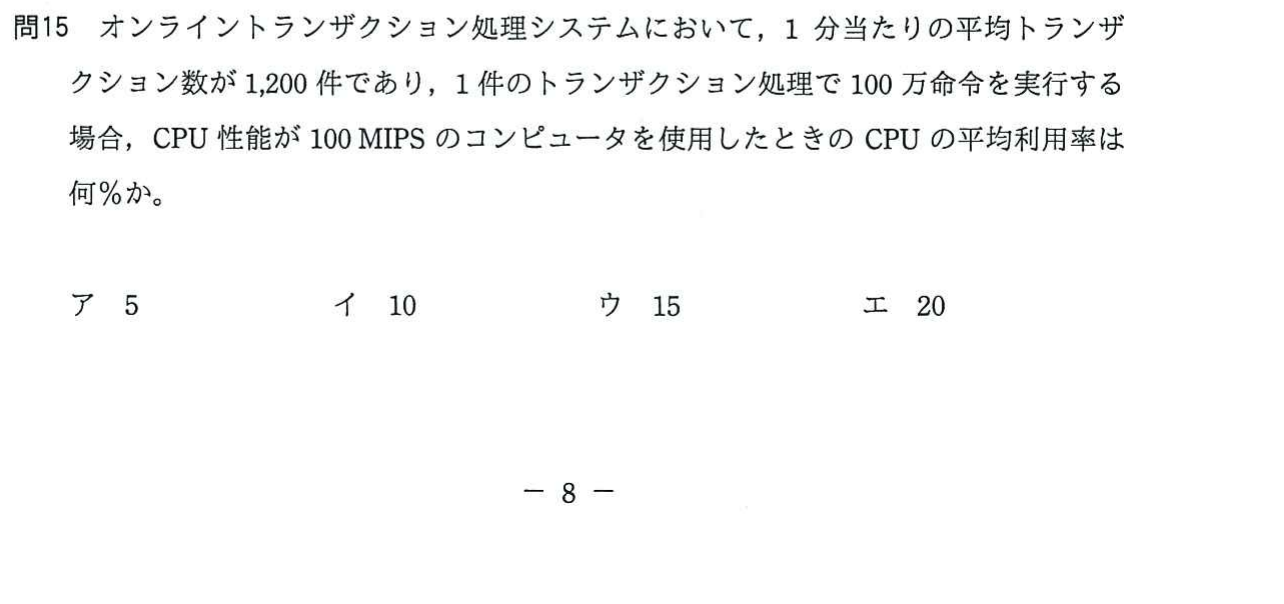 問15 オンライントランザクション処理システムにおいて，1 分当たりの平均トランザ
クション数が 1,200 件であり，1 件のトランザクション処理で 100 万命令を実行する
場合，CPU 性能が 100 MIPS のコンピュータを使用したときの CPU の平均利用率は
何％か。
ア 5 イ 10 ウ 15 エ 20
－ 8 －